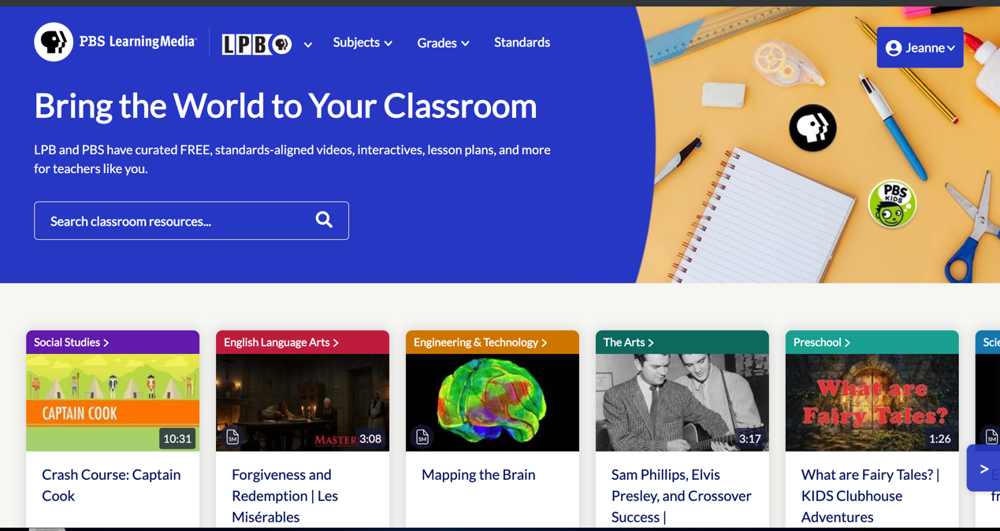 PBS LearningMedia
LPB
Subjects
Grades
Standards
Jeanne
Bring the World to Your Classroom
LPB and PBS have curated FREE, standards-aligned videos, interactives, lesson plans, and more
for teachers like you.
Search classroom resources...
PBS
KIDS
Social Studies >
English Language Arts >
Engineering & Technology >
The Arts >
Preschool >
CAPTAIN COOK
10:31
SM
MASTER
3:08
SM
3:17
What are
Fairy Tales?
1:26
SM
>
Crash Course: Captain
Cook
Forgiveness and
Redemption | Les
Misérables
Mapping the Brain
Sam Phillips, Elvis
Presley, and Crossover
Success |
What are Fairy Tales? |
KIDS Clubhouse
Adventures